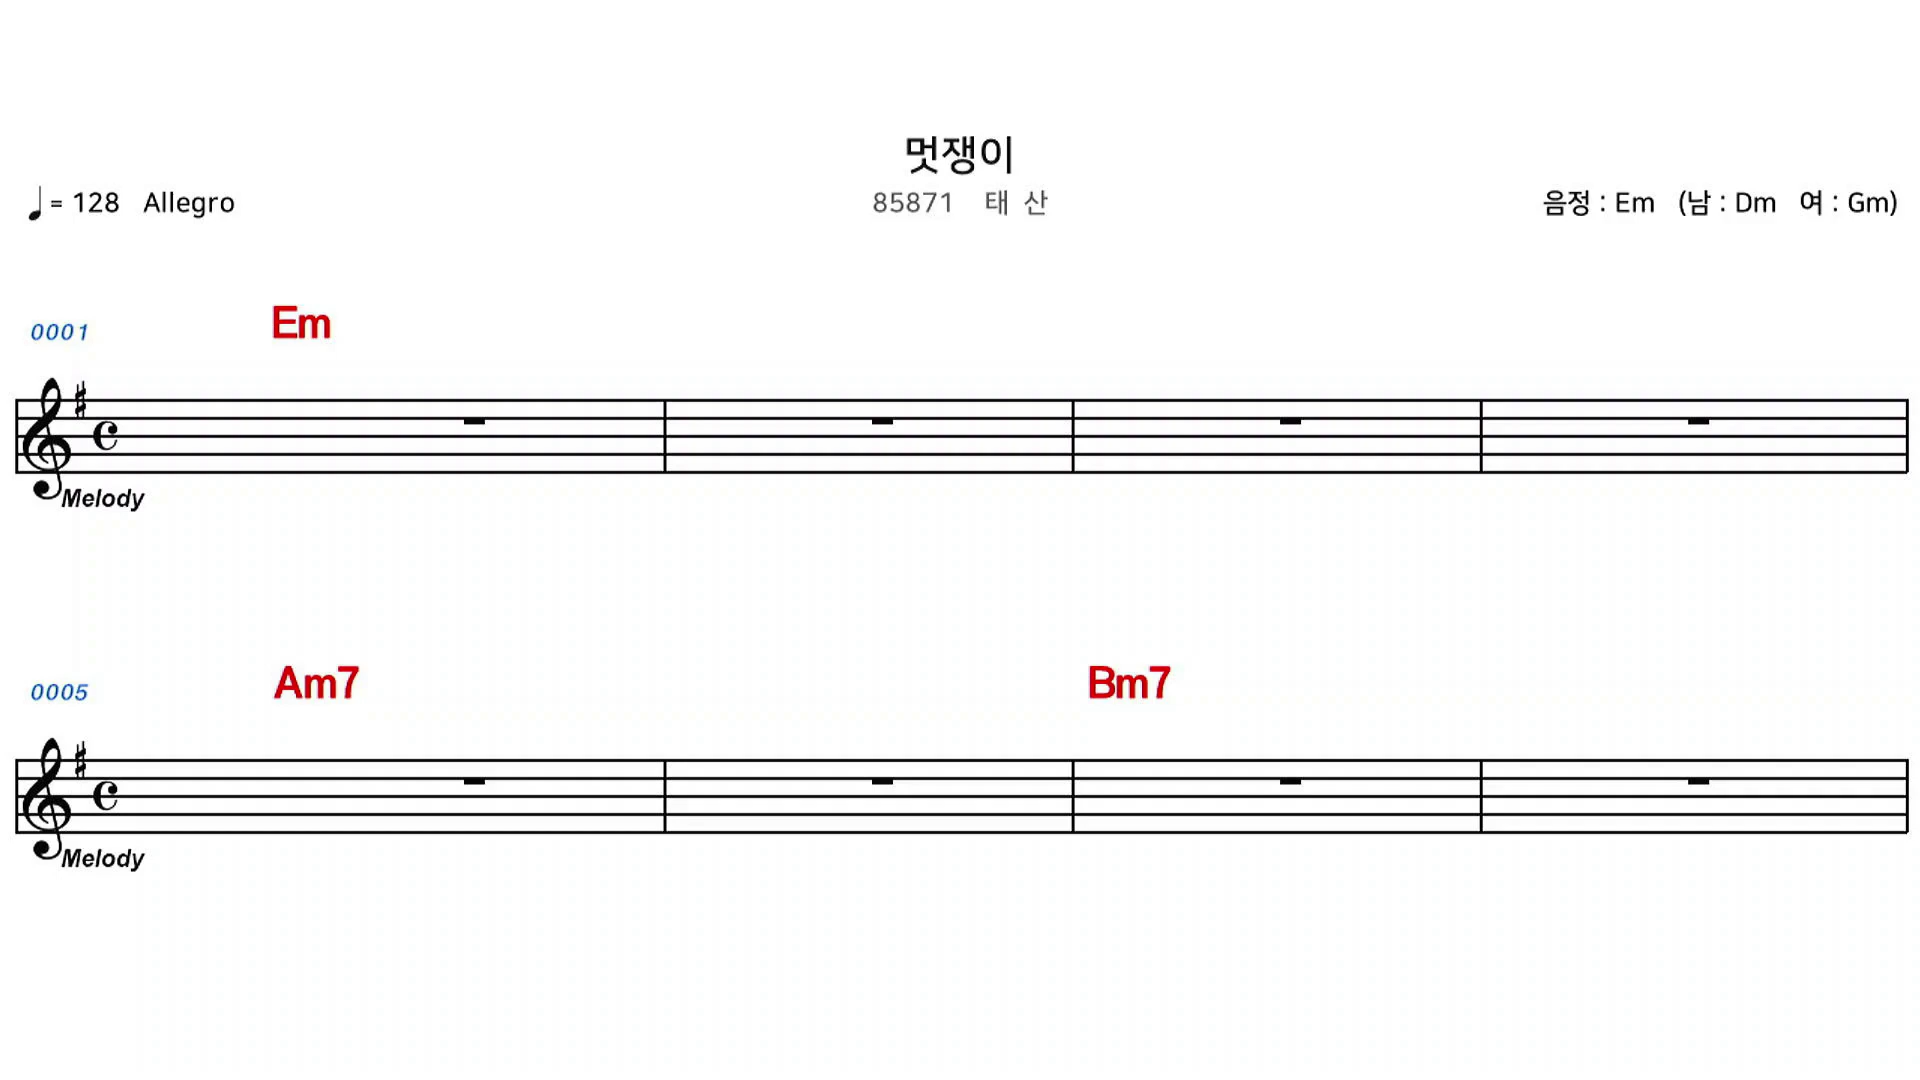 멋쟁이
♩= 128 Allegro
85871 태 산
음정 : Em (남 : Dm 여 : Gm)
0001
Em
Melody
0005
Am7
Bm7
Melody